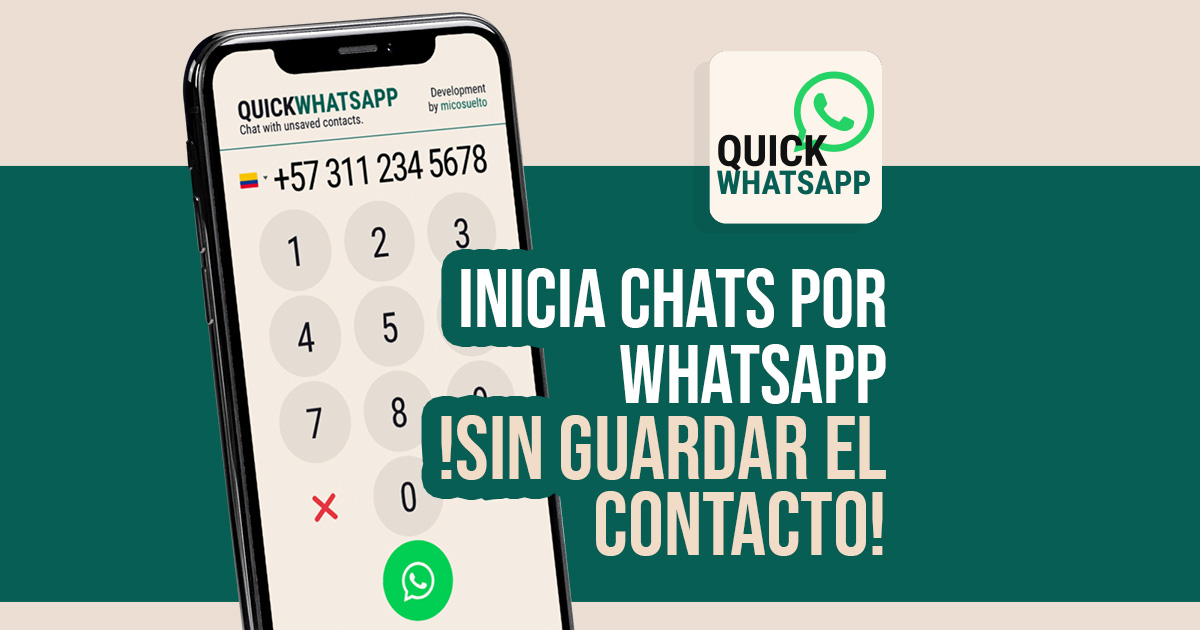 QUICKWHATSAPP
Chat with unsaved contacts.
Development
by micosuelto
+57 311 234 5678
1 2 3
4 5
7 8
0
QUICK
WHATSAPP
INICIA CHATS POR
WHATSAPP
!SIN GUARDAR EL
CONTACTO!